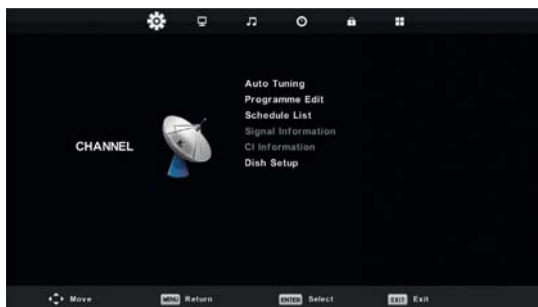 Auto Tuning
Programme Edit
Schedule List
Signal Information
CI Information
Dish Setup
CHANNEL
Move
MENU Return
ENTER Select
EXIT Exit